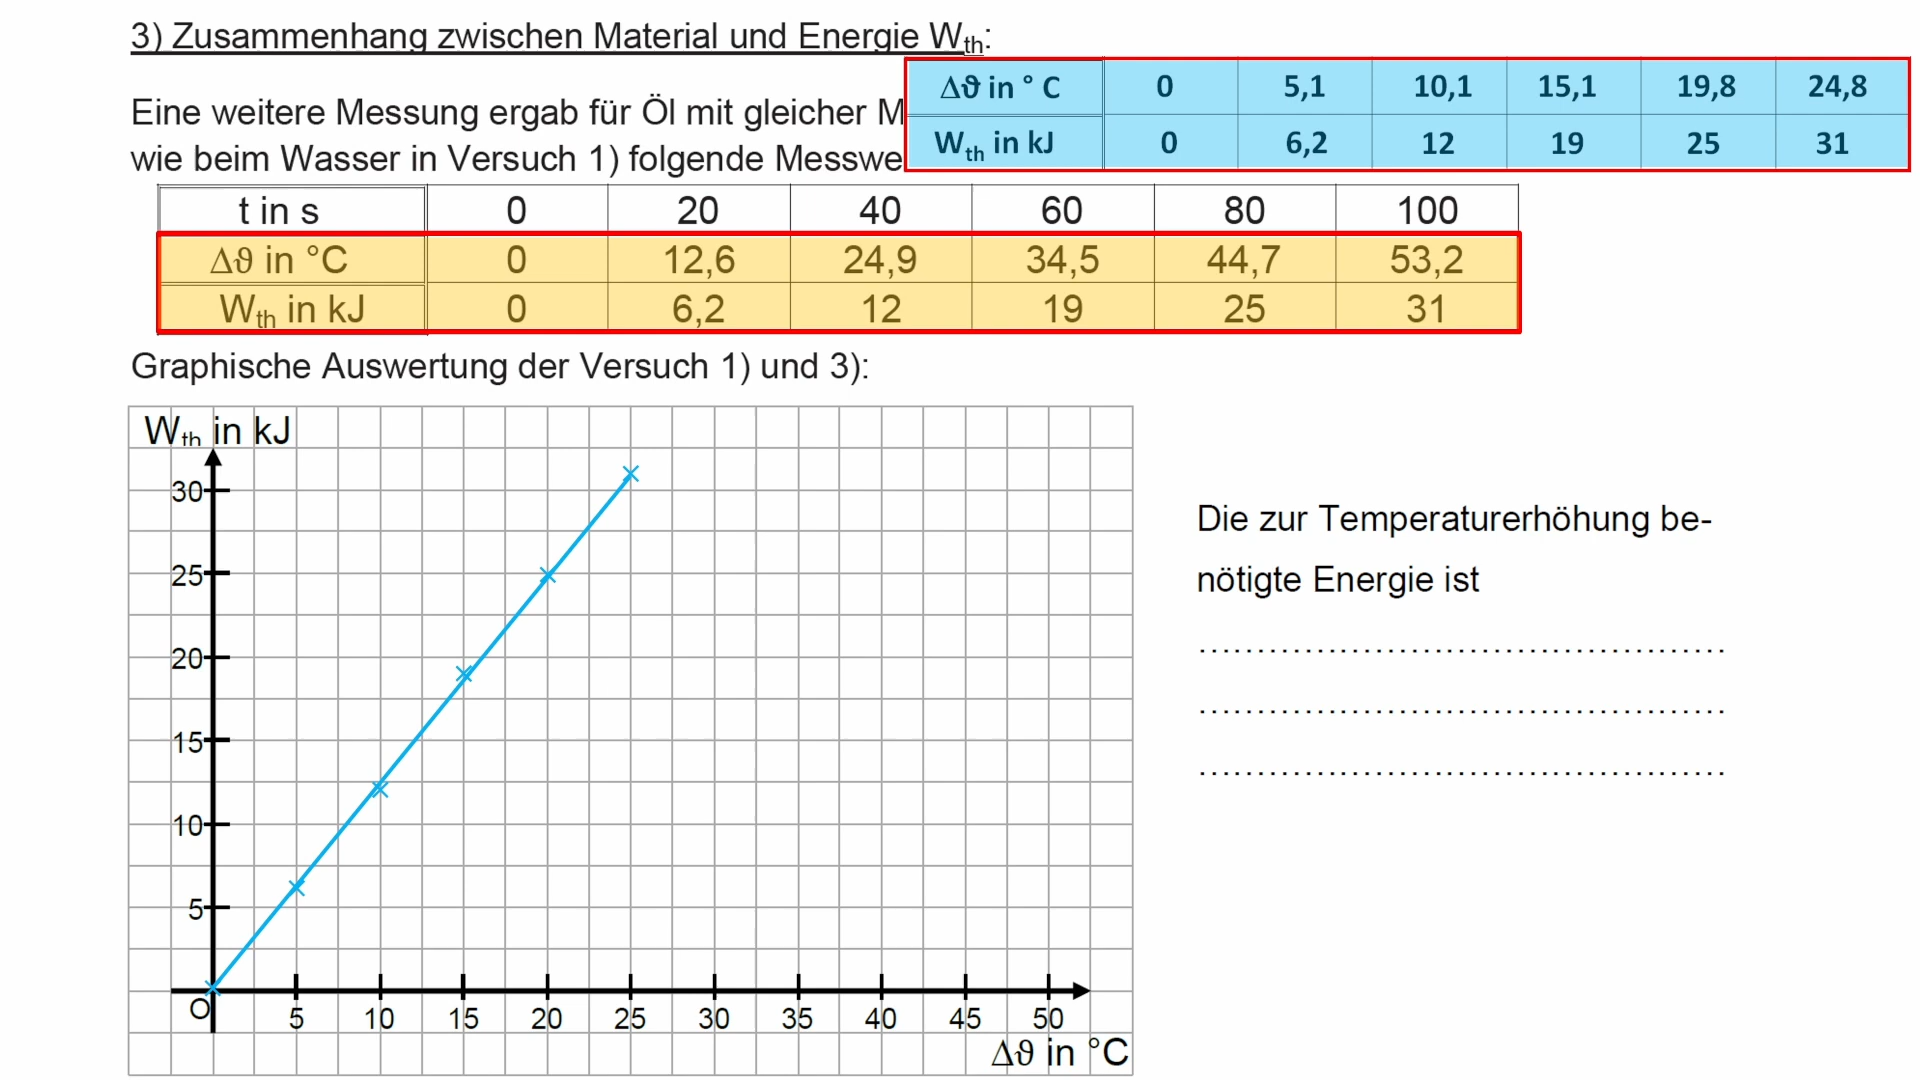 3) Zusammenhang zwischen Material und Energie Wth:
Δϑ in ° C 0 5,1 10,1 15,1 19,8 24,8
Wth in kJ 0 6,2 12 19 25 31
Eine weitere Messung ergab für Öl mit gleicher M
wie beim Wasser in Versuch 1) folgende Messwe
t in s 0 20 40 60 80 100
Δϑ in °C 0 12,6 24,9 34,5 44,7 53,2
Wth in kJ 0 6,2 12 19 25 31
Graphische Auswertung der Versuch 1) und 3):
Wth in kJ
30
25
20
15
10
5
O 5 10 15 20 25 30 35 40 45 50
Δϑ in °C
Die zur Temperaturerhöhung be-
nötigte Energie ist